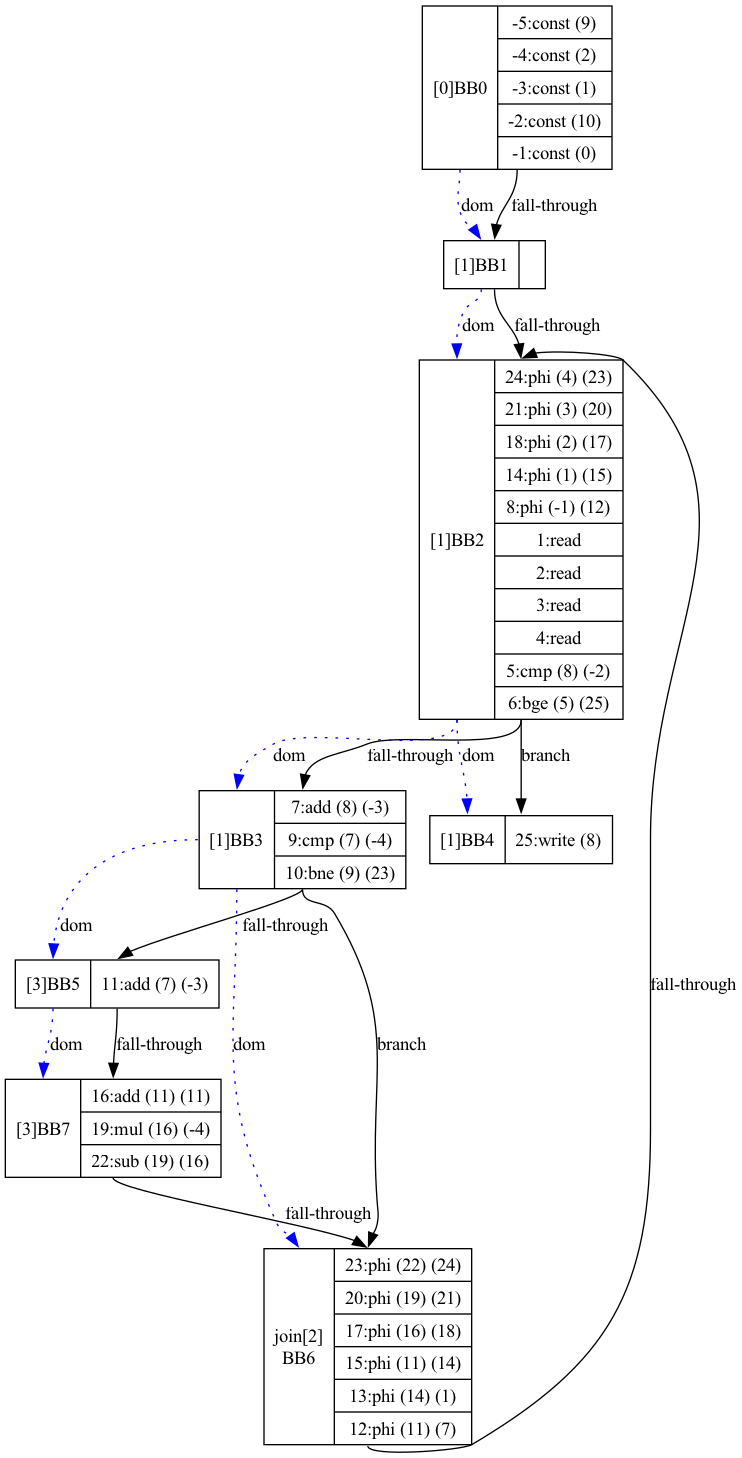 [0]BB0
-5:const (9)
-4:const (2)
-3:const (1)
-2:const (10)
-1:const (0)
dom
fall-through
[1]BB1
dom
fall-through
[1]BB2
24:phi (4) (23)
21:phi (3) (20)
18:phi (2) (17)
14:phi (1) (15)
8:phi (-1) (12)
1:read
2:read
3:read
4:read
5:cmp (8) (-2)
6:bge (5) (25)
dom
fall-through
dom
branch
[1]BB3
7:add (8) (-3)
9:cmp (7) (-4)
10:bne (9) (23)
[1]BB4
25:write (8)
dom
fall-through
[3]BB5
11:add (7) (-3)
fall-through
dom
fall-through
dom
branch
[3]BB7
16:add (11) (11)
19:mul (16) (-4)
22:sub (19) (16)
fall-through
join[2]
BB6
23:phi (22) (24)
20:phi (19) (21)
17:phi (16) (18)
15:phi (11) (14)
13:phi (14) (1)
12:phi (11) (7)